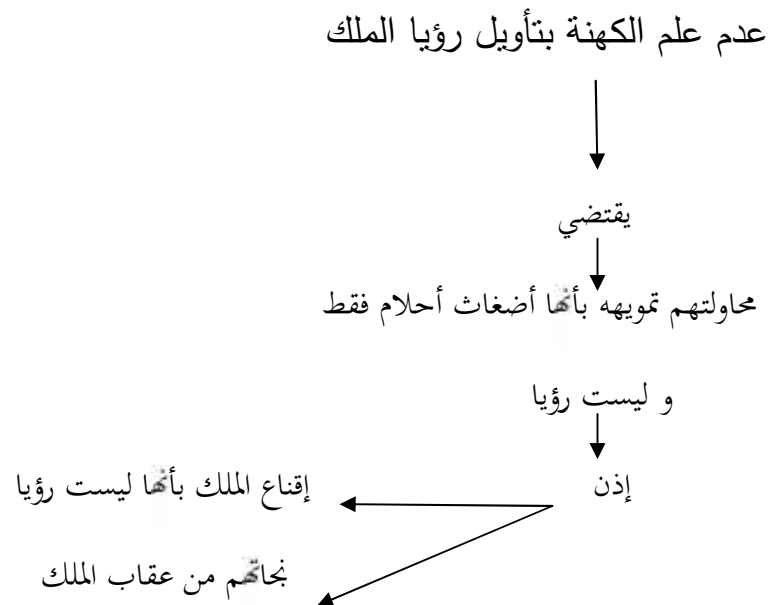 عدم علم الكهنة بتأويل رؤيا الملك
يقتضي
محاولتهم تمويهه بأنها أضغاث أحلام فقط
و ليست رؤيا
إذن
إقناع الملك بأنها ليست رؤيا
نجاتهم من عقاب الملك